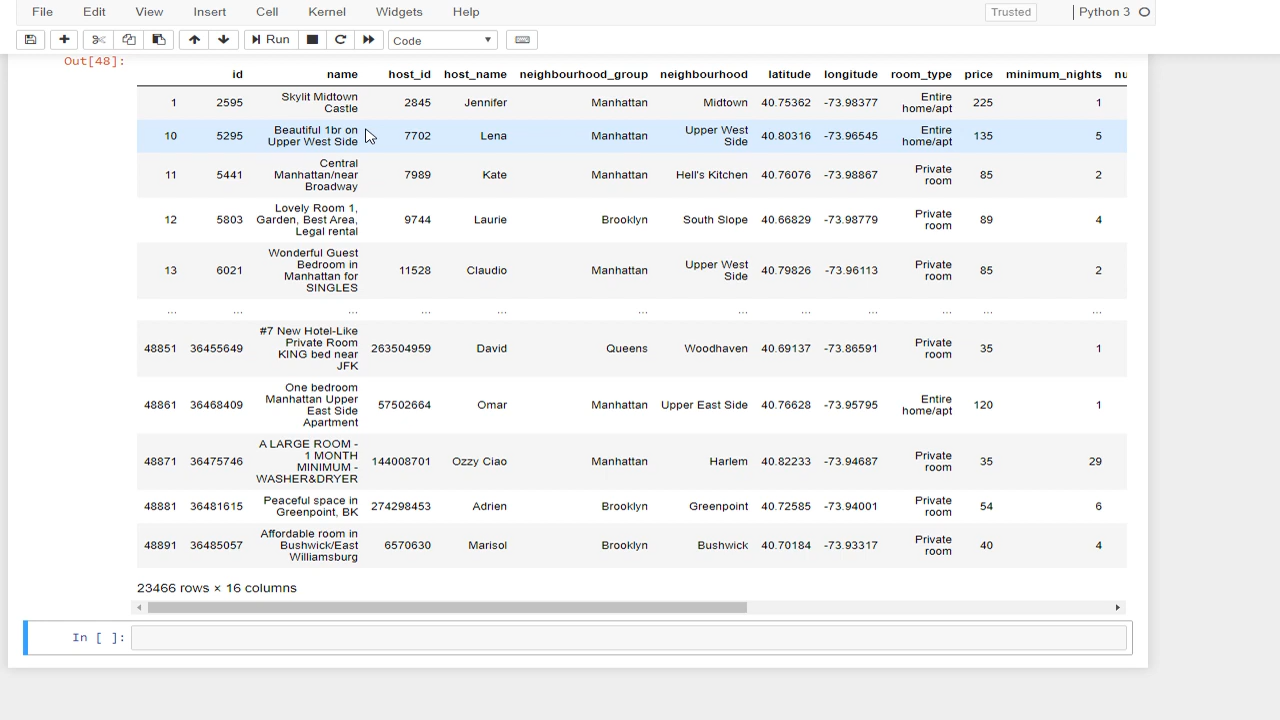 File Edit View Insert Cell Kernel Widgets Help Trusted Python 3
Run Code
Out[48]:
id name host_id host_name neighbourhood_group neighbourhood latitude longitude room_type price minimum_nights nu
1 2595 Skylit Midtown Castle 2845 Jennifer Manhattan Midtown 40.75362 -73.98377 Entire home/apt 225 1
10 5295 Beautiful 1br on Upper West Side 7702 Lena Manhattan Upper West Side 40.80316 -73.96545 Entire home/apt 135 5
11 5441 Central Manhattan/near Broadway 7989 Kate Manhattan Hell's Kitchen 40.76076 -73.98867 Private room 85 2
12 5803 Lovely Room 1, Garden, Best Area, Legal rental 9744 Laurie Brooklyn South Slope 40.66829 -73.98779 Private room 89 4
13 6021 Wonderful Guest Bedroom in Manhattan for SINGLES 11528 Claudio Manhattan Upper West Side 40.79826 -73.96113 Private room 85 2
... ... ... ... ... ... ... ... ... ... ... ...
48851 36455649 #7 New Hotel-Like Private Room KING bed near JFK 263504959 David Queens Woodhaven 40.69137 -73.86591 Private room 35 1
48861 36468409 One bedroom Manhattan Upper East Side Apartment 57502664 Omar Manhattan Upper East Side 40.76628 -73.95795 Entire home/apt 120 1
48871 36475746 A LARGE ROOM - 1 MONTH MINIMUM - WASHER&DRYER 144008701 Ozzy Ciao Manhattan Harlem 40.82233 -73.94687 Private room 35 29
48881 36481615 Peaceful space in Greenpoint, BK 274298453 Adrien Brooklyn Greenpoint 40.72585 -73.94001 Private room 54 6
48891 36485057 Affordable room in Bushwick/East Williamsburg 6570630 Marisol Brooklyn Bushwick 40.70184 -73.93317 Private room 40 4
23466 rows × 16 columns
In [ ]: